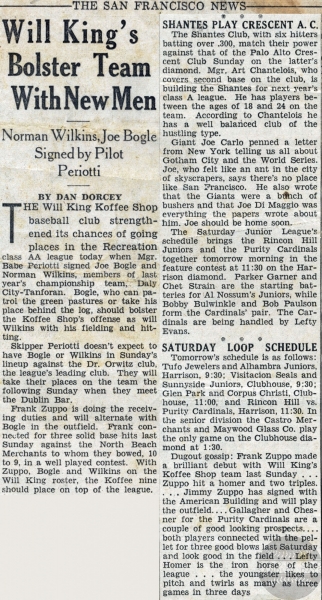 THE SAN FRANCISCO NEWS
Will King's
Bolster Team
With New Men
Norman Wilkins, Joe Bogle
Signed by Pilot
Periotti
BY DAN DORCEY
THE Will King Koffee Shop
baseball club strength-
ened its chances of going
places in the Recreation
class AA league today when Mgr.
Babe Periotti signed Joe Bogle and
Norman Wilkins, members of last
year's championship team, Daly
City-Tanforan. Bogle, who can pa-
trol the green pastures or take his
place behind the log, should bolster
the Koffee Shop's offense as will
Wilkins with his fielding and hit-
ting.
Skipper Periotti doesn't expect to
have Bogle or Wilkins in Sunday's
lineup against the Dr. Orwitz club,
the league's leading club. They will
take their places on the team the
following Sunday when they meet
the Dublin Bar.
Frank Zuppo is doing the receiv-
ing duties and will alternate with
Bogle in the outfield. Frank con-
nected for three solid base hits last
Sunday against the North Beach
Merchants to whom they bowed, 10
to 9, in a well played contest. With
Zuppo, Bogle and Wilkins on the
Will King roster, the Koffee nine
should place on top of the league.
SHANTES PLAY CRESCENT A. C.
The Shantes Club, with six hitters
batting over .300, match their power
against that of the Palo Alto Cres-
cent Club Sunday on the latter's
diamond. Mgr. Art Chantelois, who
covers second base on the club, is
building the Shantes for next year's
class A league. He has players be-
tween the ages of 18 and 24 on the
team. According to Chantelois he
has a well balanced club of the
hustling type.
Giant Joe Carlo penned a letter
from New York telling us all about
Gotham City and the World Series.
Joe, who felt like an ant in the city
of skyscrapers, says there's no place
like San Francisco. He also wrote
that the Giants were a bunch of
bushers and that Joe Di Maggio was
everything the papers wrote about
him. Joe should be home soon.
The Saturday Junior League's
schedule brings the Rincon Hill
Juniors and the Purity Cardinals
together tomorrow morning in the
feature contest at 11:30 on the Har-
rison diamond. Parker Garner and
Chet Strain are the starting bat-
teries for Al Nossum's Juniors, while
Bobby Bulwinkle and Bob Paulson
form the Cardinals' pair. The Car-
dinals are being handled by Lefty
Evans.
SATURDAY LOOP SCHEDULE
Tomorrow's schedule is as follows:
Tufo Jewelers and Alhambra Juniors,
Harrison, 9:30; Visitacion Seals and
Sunnyside Juniors, Clubhouse, 9:30;
Glen Park and Corpus Christi, Club-
house, 11:00, and Rincon Hill vs.
Purity Cardinals, Harrison, 11:30. In
the senior division the Castro Mer-
chants and Maywood Glass Co. play
the only game on the Clubhouse dia-
mond at 1:30.
Dugout gossip: Frank Zuppo made
a brilliant debut with Will King's
Koffee Shop team last Sunday . . .
Zuppo hit a homer and two triples.
. . . Jimmy Zuppo has signed with
the American Building and will play
the outfield. . . . Gallagher and Ches-
ner for the Purity Cardinals are a
couple of good looking prospects. . . .
both players connected with the pel-
let for three good blows last Saturday
and look good in the field . . . Lefty
Homer is the iron horse of the
league . . . the youngster likes to
pitch and twirls as many as three
games in one day.